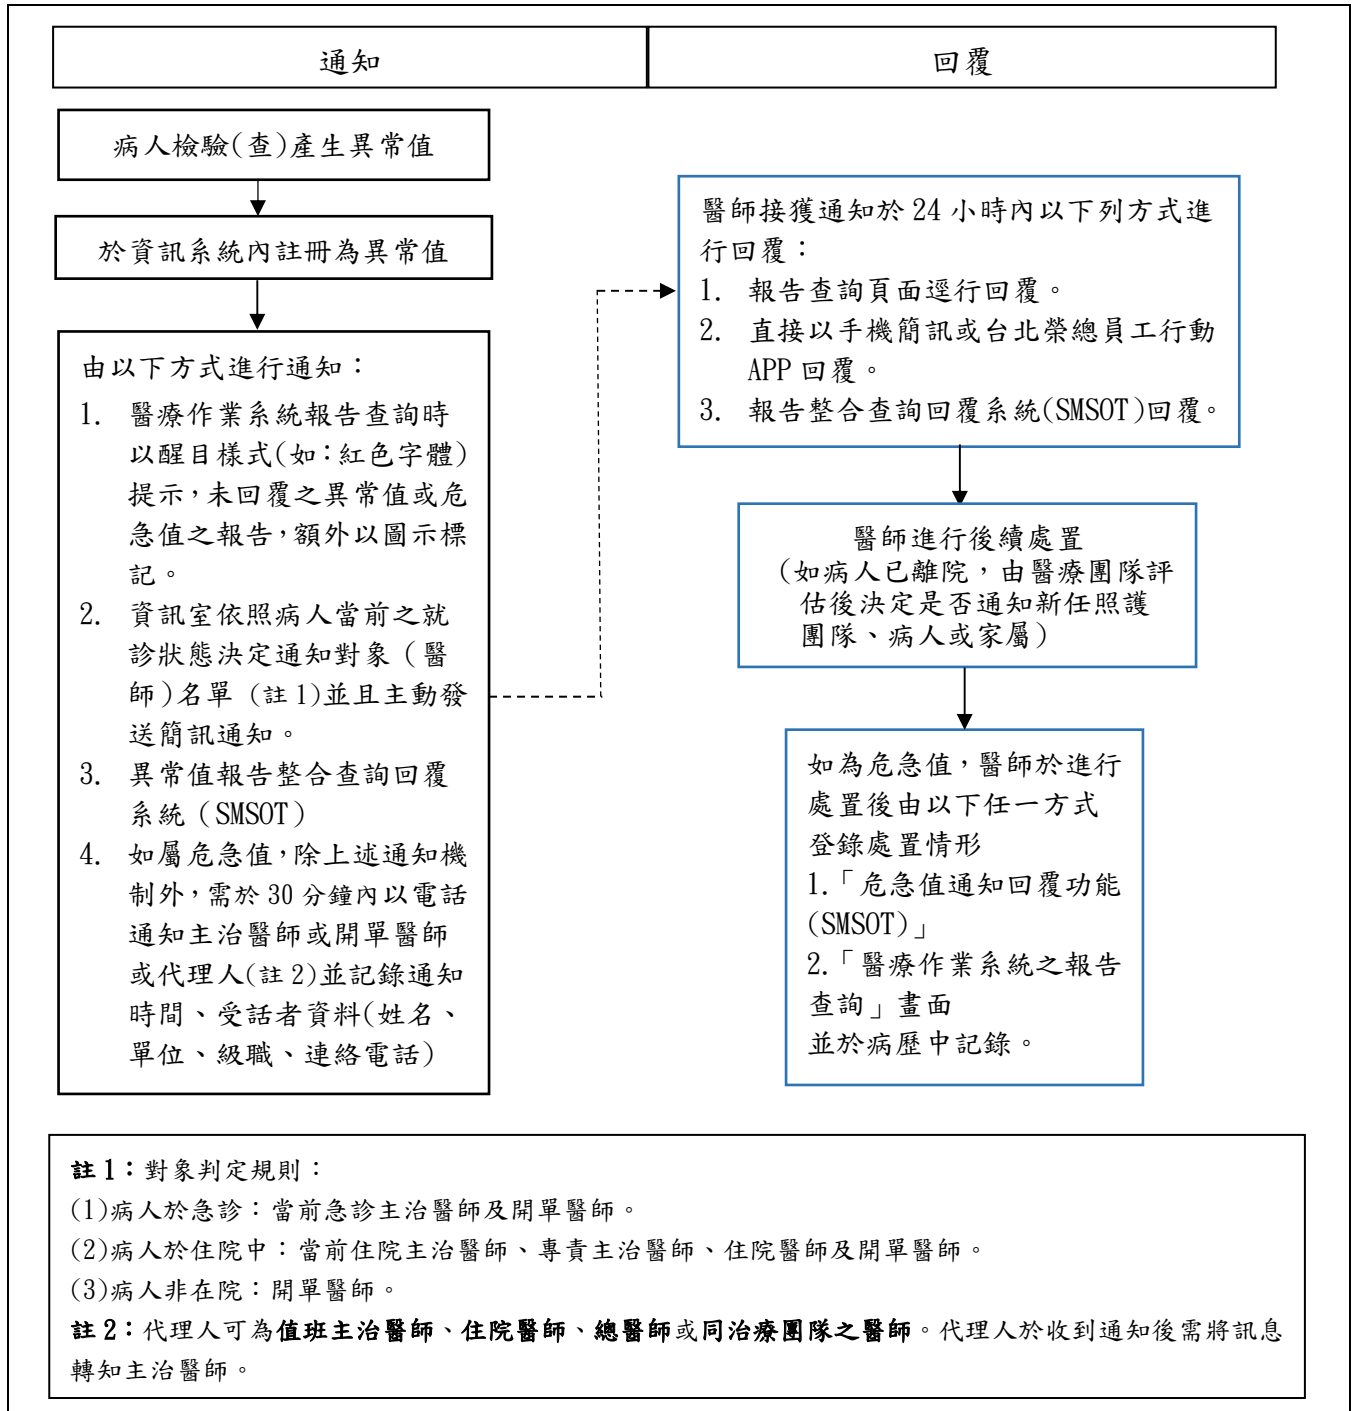 通知
回覆
病人檢驗(查)產生異常值
於資訊系統內註冊為異常值
由以下方式進行通知：
1. 醫療作業系統報告查詢時
以醒目樣式(如：紅色字體)
提示，未回覆之異常值或危
急值之報告，額外以圖示標
記。
2. 資訊室依照病人當前之就
診狀態決定通知對象（醫
師)名單 (註 1)並且主動發
送簡訊通知。
3. 異常值報告整合查詢回覆
系統（SMSOT）
4. 如屬危急值，除上述通知機
制外，需於 30 分鐘內以電話
通知主治醫師或開單醫師
或代理人(註 2)並記錄通知
時間、受話者資料(姓名、
單位、級職、連絡電話)
醫師接獲通知於 24 小時內以下列方式進
行回覆：
1. 報告查詢頁面逕行回覆。
2. 直接以手機簡訊或台北榮總員工行動
APP 回覆。
3. 報告整合查詢回覆系統(SMSOT)回覆。
醫師進行後續處置
（如病人已離院，由醫療團隊評
估後決定是否通知新任照護
團隊、病人或家屬）
如為危急值，醫師於進行
處置後由以下任一方式
登錄處置情形
1.「危急值通知回覆功能
(SMSOT)」
2.「醫療作業系統之報告
查詢」畫面
並於病歷中記錄。
註 1：對象判定規則：
(1)病人於急診：當前急診主治醫師及開單醫師。
(2)病人於住院中：當前住院主治醫師、專責主治醫師、住院醫師及開單醫師。
(3)病人非在院：開單醫師。
註 2：代理人可為值班主治醫師、住院醫師、總醫師或同治療團隊之醫師。代理人於收到通知後需將訊息
轉知主治醫師。